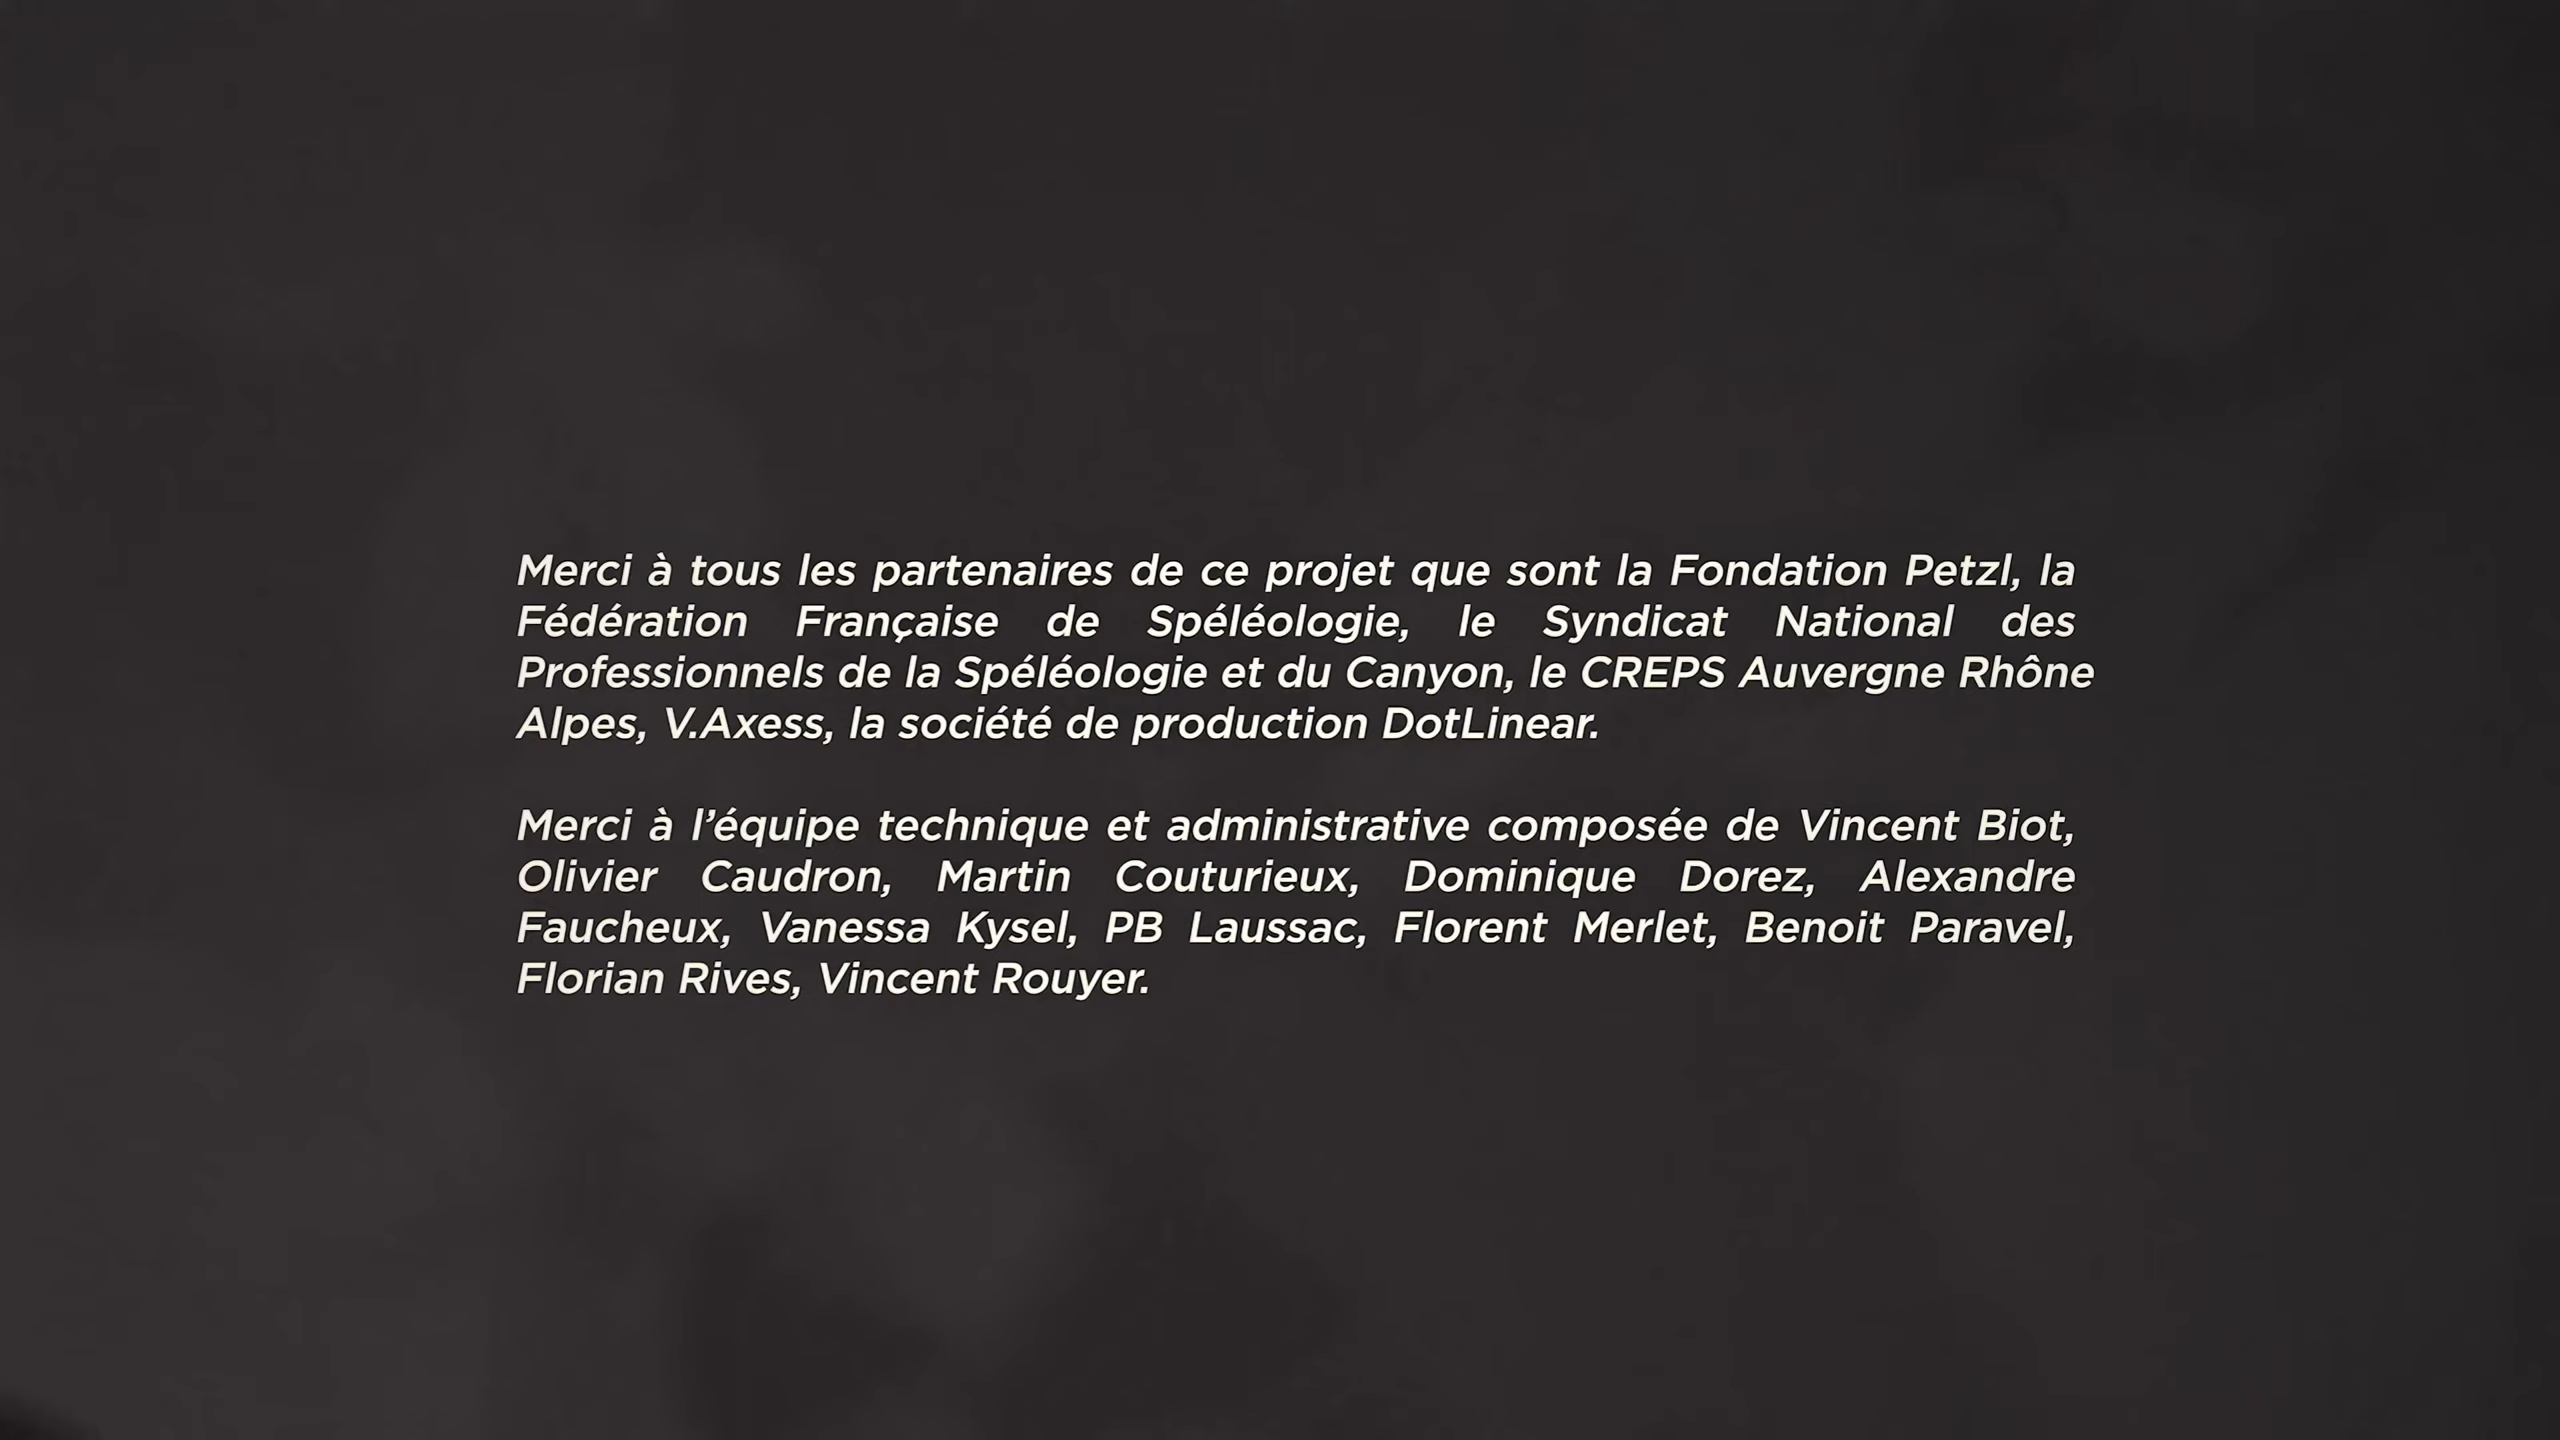 Merci à tous les partenaires de ce projet que sont la Fondation Petzl, la
Fédération Française de Spéléologie, le Syndicat National des
Professionnels de la Spéléologie et du Canyon, le CREPS Auvergne Rhône
Alpes, V.Axess, la société de production DotLinear.
Merci à l’équipe technique et administrative composée de Vincent Biot,
Olivier Caudron, Martin Couturieux, Dominique Dorez, Alexandre
Faucheux, Vanessa Kysel, PB Laussac, Florent Merlet, Benoit Paravel,
Florian Rives, Vincent Rouyer.